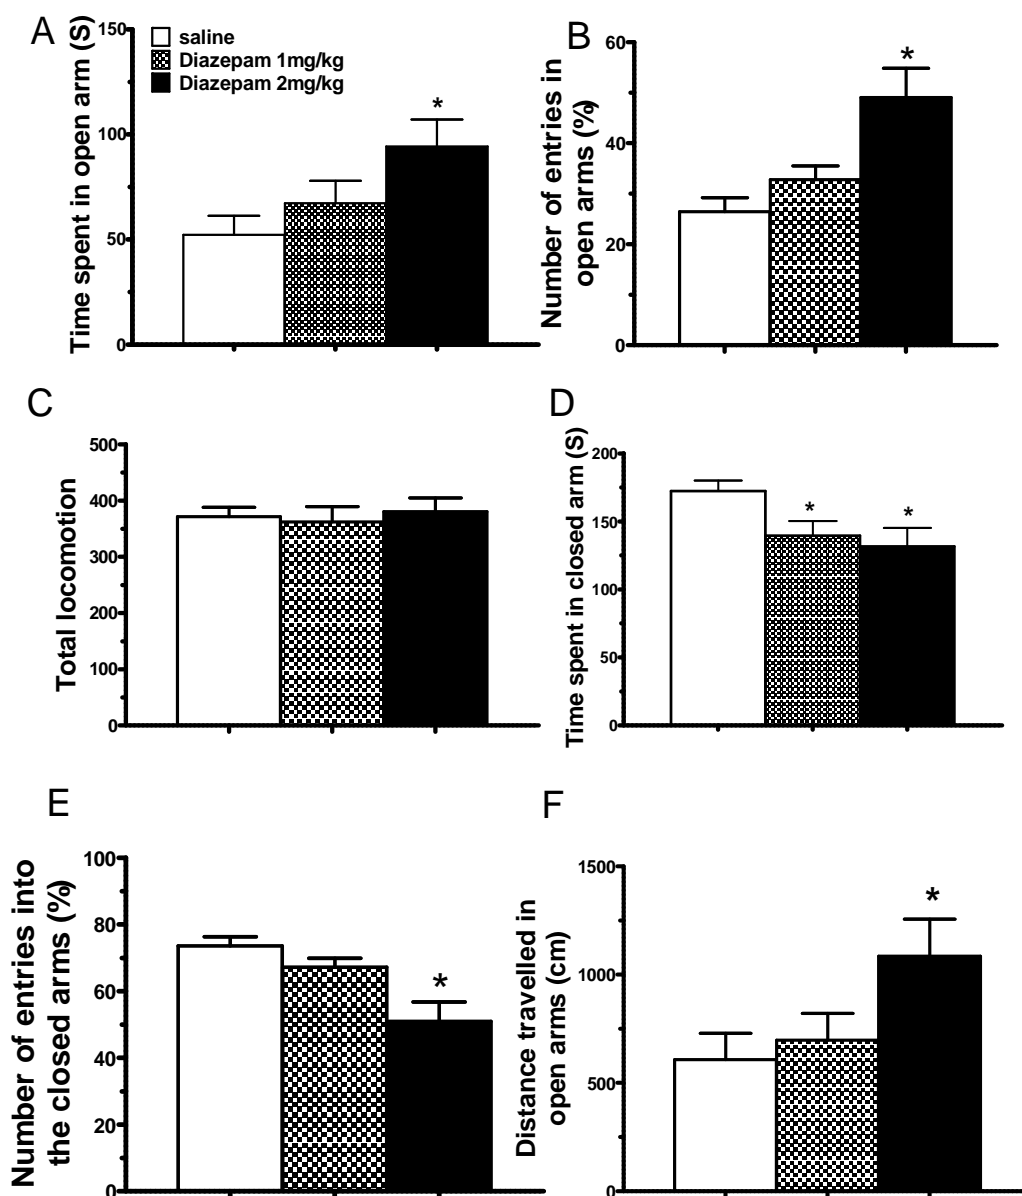 A
Time spent in open arm (S)
150
100
50
0
saline
Diazepam 1mg/kg
Diazepam 2mg/kg
*
B
Number of entries in
open arms (%)
60
40
20
0
*
C
Total locomotion
500
400
300
200
100
0
D
Time spent in closed arm (S)
200
150
100
50
0
*
*
E
Number of entries into
the closed arms (%)
100
80
60
40
20
0
*
F
Distance travelled in
open arms (cm)
1500
1000
500
0
*